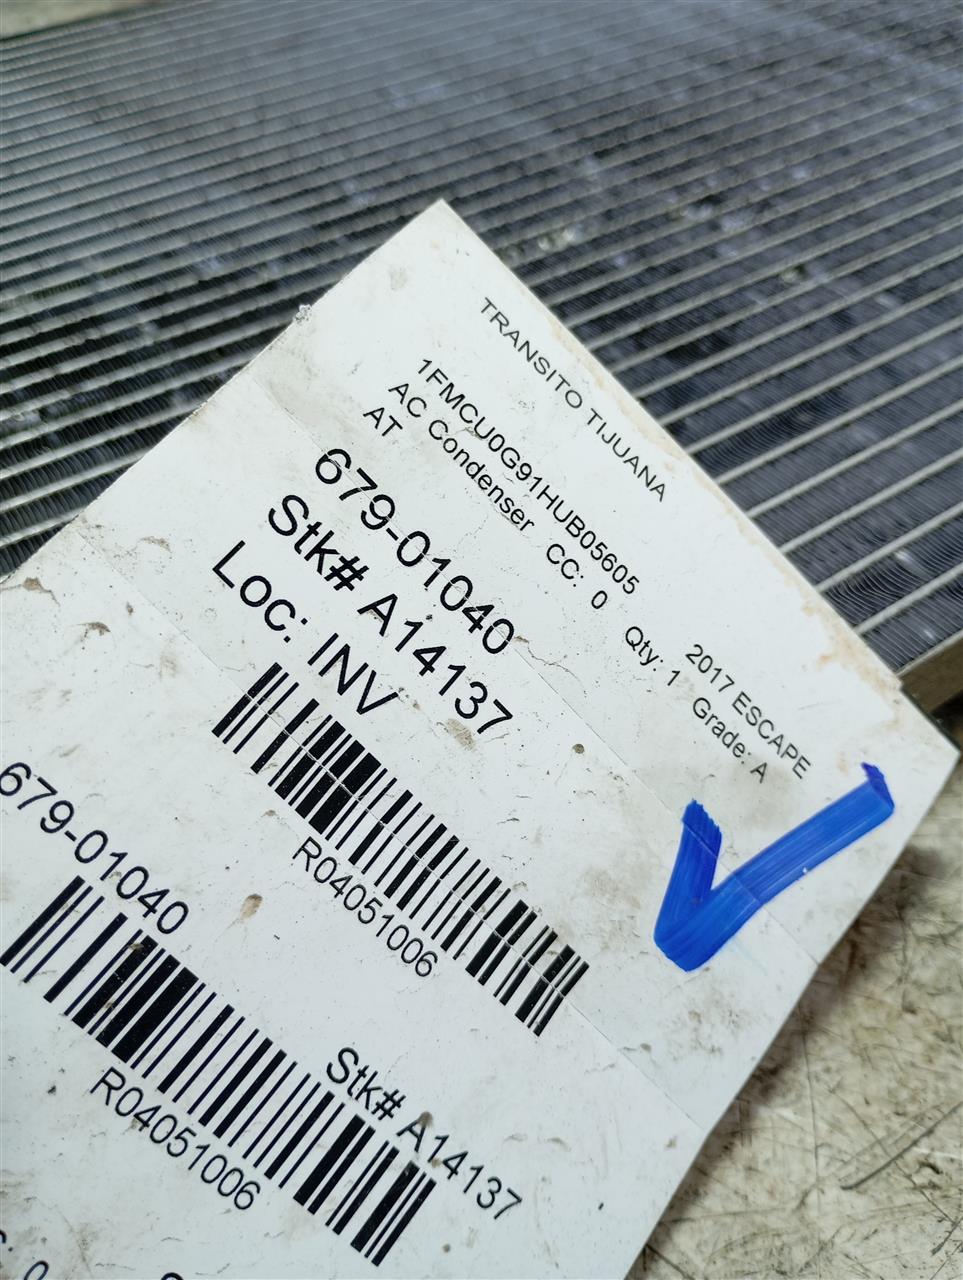 TRANSITO TIJUANA
1FMCU0G91HUB05605 2017 ESCAPE
AC Condenser CC: 0 Qty: 1 Grade: A
AT
679-01040
Stk# A14137
Loc: INV
R04051006
679-01040
Stk# A14137
R04051006